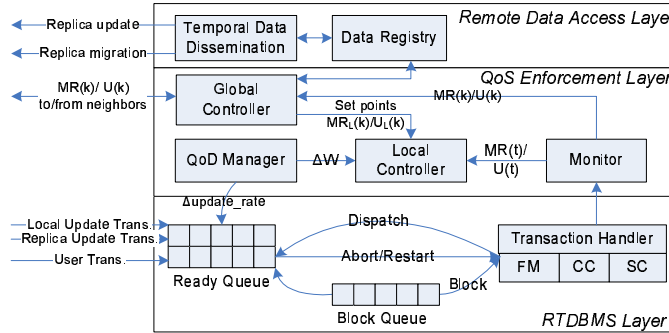 Remote Data Access Layer
Replica update
Replica migration
Temporal Data
Dissemination
Data Registry
QoS Enforcement Layer
MR(k)/ U(k)
to/from neighbors
Global
Controller
MR(k)/U(k)
Set points
MRL(k)/UL(k)
QoD Manager
ΔW
Local
Controller
MR(t)/
U(t)
Monitor
Δupdate_rate
Local Update Trans.
Replica Update Trans.
User Trans.
Ready Queue
Dispatch
Abort/Restart
Block
Block Queue
Transaction Handler
FM
CC
SC
RTDBMS Layer